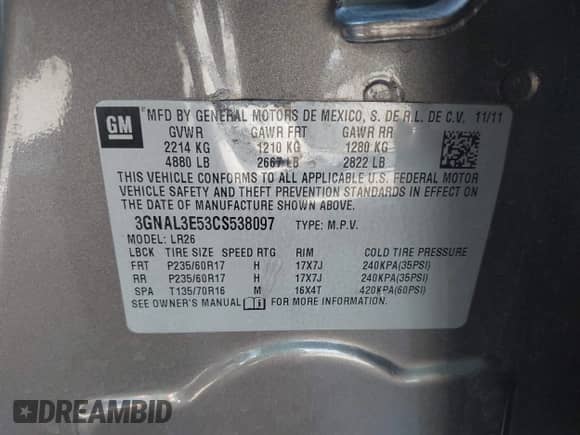 GM
MFD BY GENERAL MOTORS DE MEXICO, S. DE R.L. DE C.V. 11/11
GVWR GAWR FRT GAWR RR
2214 KG 1210 KG 1280 KG
4880 LB 2667 LB 2822 LB
THIS VEHICLE CONFORMS TO ALL APPLICABLE U.S. FEDERAL MOTOR
VEHICLE SAFETY AND THEFT PREVENTION STANDARDS IN EFFECT ON
THE DATE OF MANUFACTURE SHOWN ABOVE.
3GNAL3E53CS538097 TYPE: M.P.V.
MODEL: LR26
LBCK TIRE SIZE SPEED RTG RIM COLD TIRE PRESSURE
FRT P235/60R17 H 17X7J 240KPA(35PSI)
RR P235/60R17 H 17X7J 240KPA(35PSI)
SPA T135/70R16 M 16X4T 420KPA(60PSI)
SEE OWNER'S MANUAL i FOR MORE INFORMATION.
DREAMBID